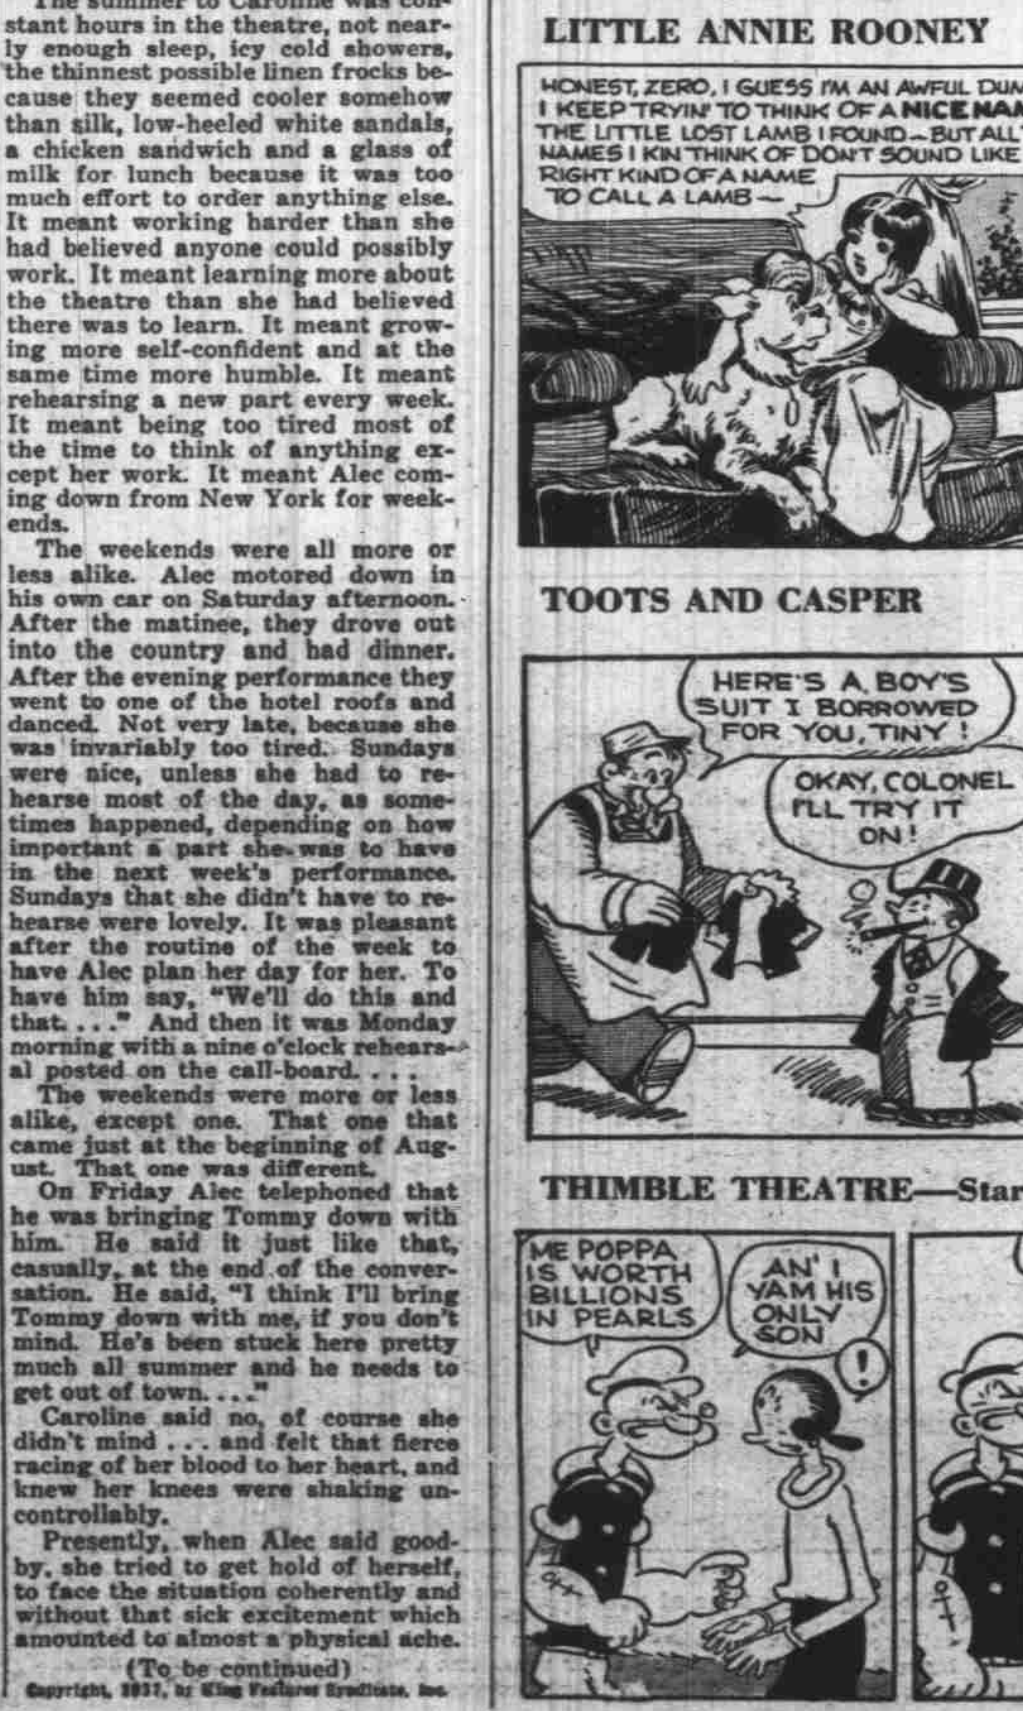 The summer to Caroline was con-
stant hours in the theatre, not near-
ly enough sleep, icy cold showers,
the thinnest possible linen frocks be-
cause they seemed cooler somehow
than silk, low-heeled white sandals,
a chicken sandwich and a glass of
milk for lunch because it was too
much effort to order anything else.
It meant working harder than she
had believed anyone could possibly
work. It meant learning more about
the theatre than she had believed
there was to learn. It meant grow-
ing more self-confident and at the
same time more humble. It meant
rehearsing a new part every week.
It meant being too tired most of
the time to think of anything ex-
cept her work. It meant Alec com-
ing down from New York for week-
ends.
The weekends were all more or
less alike. Alec motored down in
his own car on Saturday afternoon.
After the matinee, they drove out
into the country and had dinner.
After the evening performance they
went to one of the hotel roofs and
danced. Not very late, because she
was invariably too tired. Sundays
were nice, unless she had to re-
hearse most of the day, as some-
times happened, depending on how
important a part she was to have
in the next week's performance.
Sundays that she didn't have to re-
hearse were lovely. It was pleasant
after the routine of the week to
have Alec plan her day for her. To
have him say, "We'll do this and
that. . . ." And then it was Monday
morning with a nine o'clock rehears-
al posted on the call-board. . . .
The weekends were more or less
alike, except one. That one that
came just at the beginning of Aug-
ust. That one was different.
On Friday Alec telephoned that
he was bringing Tommy down with
him. He said it just like that,
casually, at the end of the conver-
sation. He said, "I think I'll bring
Tommy down with me, if you don't
mind. He's been stuck here pretty
much all summer and he needs to
get out of town. . . ."
Caroline said no, of course she
didn't mind . . . and felt that fierce
racing of her blood to her heart, and
knew her knees were shaking un-
controllably.
Presently, when Alec said good-
by, she tried to get hold of herself,
to face the situation coherently and
without that sick excitement which
amounted to almost a physical ache.
(To be continued)
Copyright, 1937, by King Features Syndicate, Inc.
LITTLE ANNIE ROONEY
HONEST, ZERO, I GUESS I'M AN AWFUL DUM
I KEEP TRYIN' TO THINK OF A NICE NAM
THE LITTLE LOST LAMB I FOUND— BUT ALL
NAMES I KIN THINK OF DON'T SOUND LIKE
RIGHT KIND OF A NAME
TO CALL A LAMB—
TOOTS AND CASPER
HERE'S A BOY'S
SUIT I BORROWED
FOR YOU, TINY!
OKAY, COLONEL
I'LL TRY IT
ON!
THIMBLE THEATRE—Star
ME POPPA
IS WORTH
BILLIONS
IN PEARLS
AN' I
YAM HIS
ONLY
SON
!